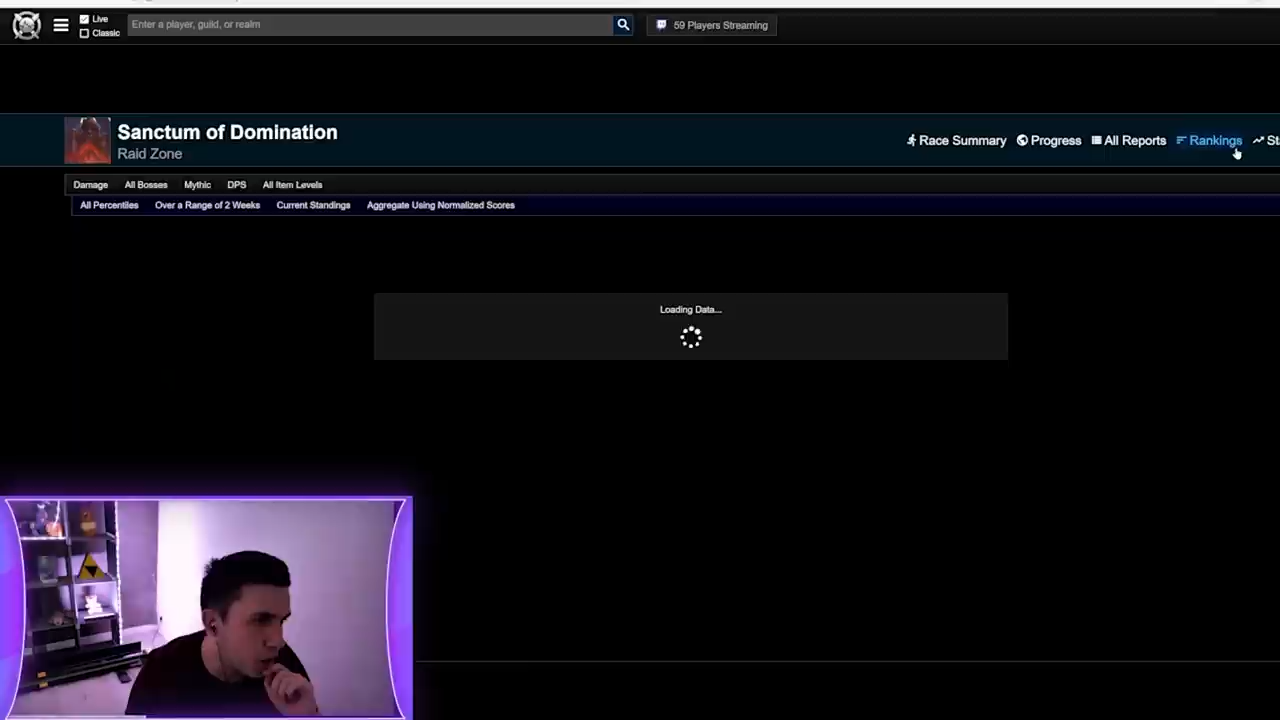 Live
Classic
Enter a player, guild, or realm
59 Players Streaming
Sanctum of Domination
Raid Zone
Race Summary Progress All Reports Rankings
Damage All Bosses Mythic DPS All Item Levels
All Percentiles Over a Range of 2 Weeks Current Standings Aggregate Using Normalized Scores
Loading Data...